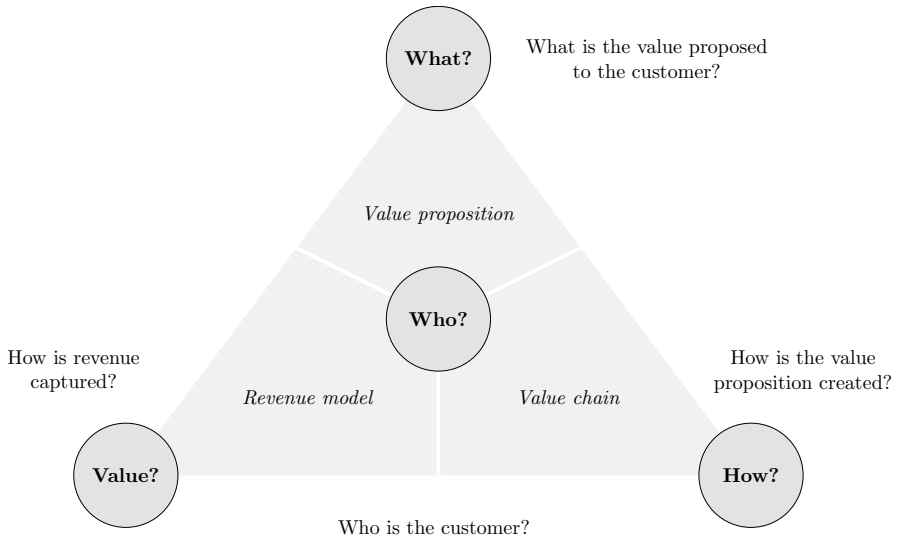 What?
What is the value proposed
to the customer?
Value proposition
Who?
How is revenue
captured?
How is the value
proposition created?
Revenue model
Value chain
Value?
How?
Who is the customer?